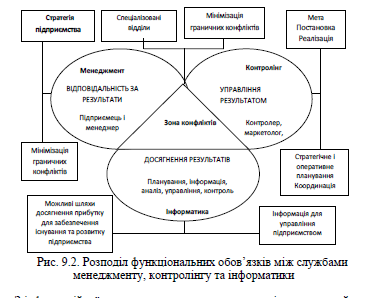 Стратегія
підприємства
Спеціалізовані
відділи
Мінімізація
граничних конфліктів
Мета
Постановка
Реалізація
Менеджмент
ВІДПОВІДАЛЬНІСТЬ ЗА
РЕЗУЛЬТАТИ
Підприємець і
менеджер
Контролінг
УПРАВЛІННЯ
РЕЗУЛЬТАТОМ
Контролер,
маркетолог,
Зона конфліктів
ДОСЯГНЕННЯ РЕЗУЛЬТАТІВ
Планування, інформація,
аналіз, управління, контроль
Інформатика
Мінімізація
граничних
конфліктів
Стратегічне і
оперативне
планування
Координація
Можливі шляхи
досягнення прибутку
для забезпечення
існування та розвитку
підприємства
Інформація для
управління
підприємством
Рис. 9.2. Розподіл функціональних обов’язків між службами
менеджменту, контролінгу та інформатики